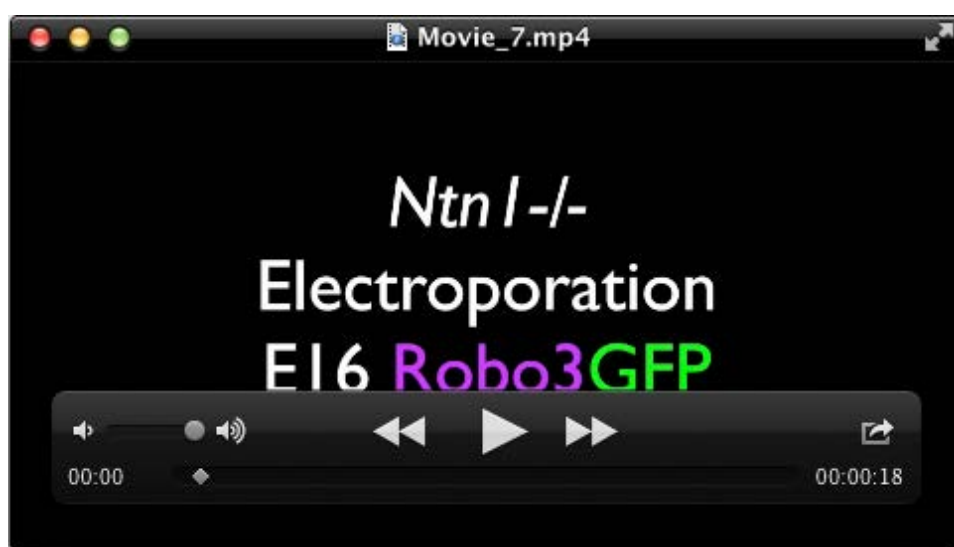 Movie_7.mp4
Ntn1-/-
Electroporation
E16 Robo3GFP
00:00
00:00:18